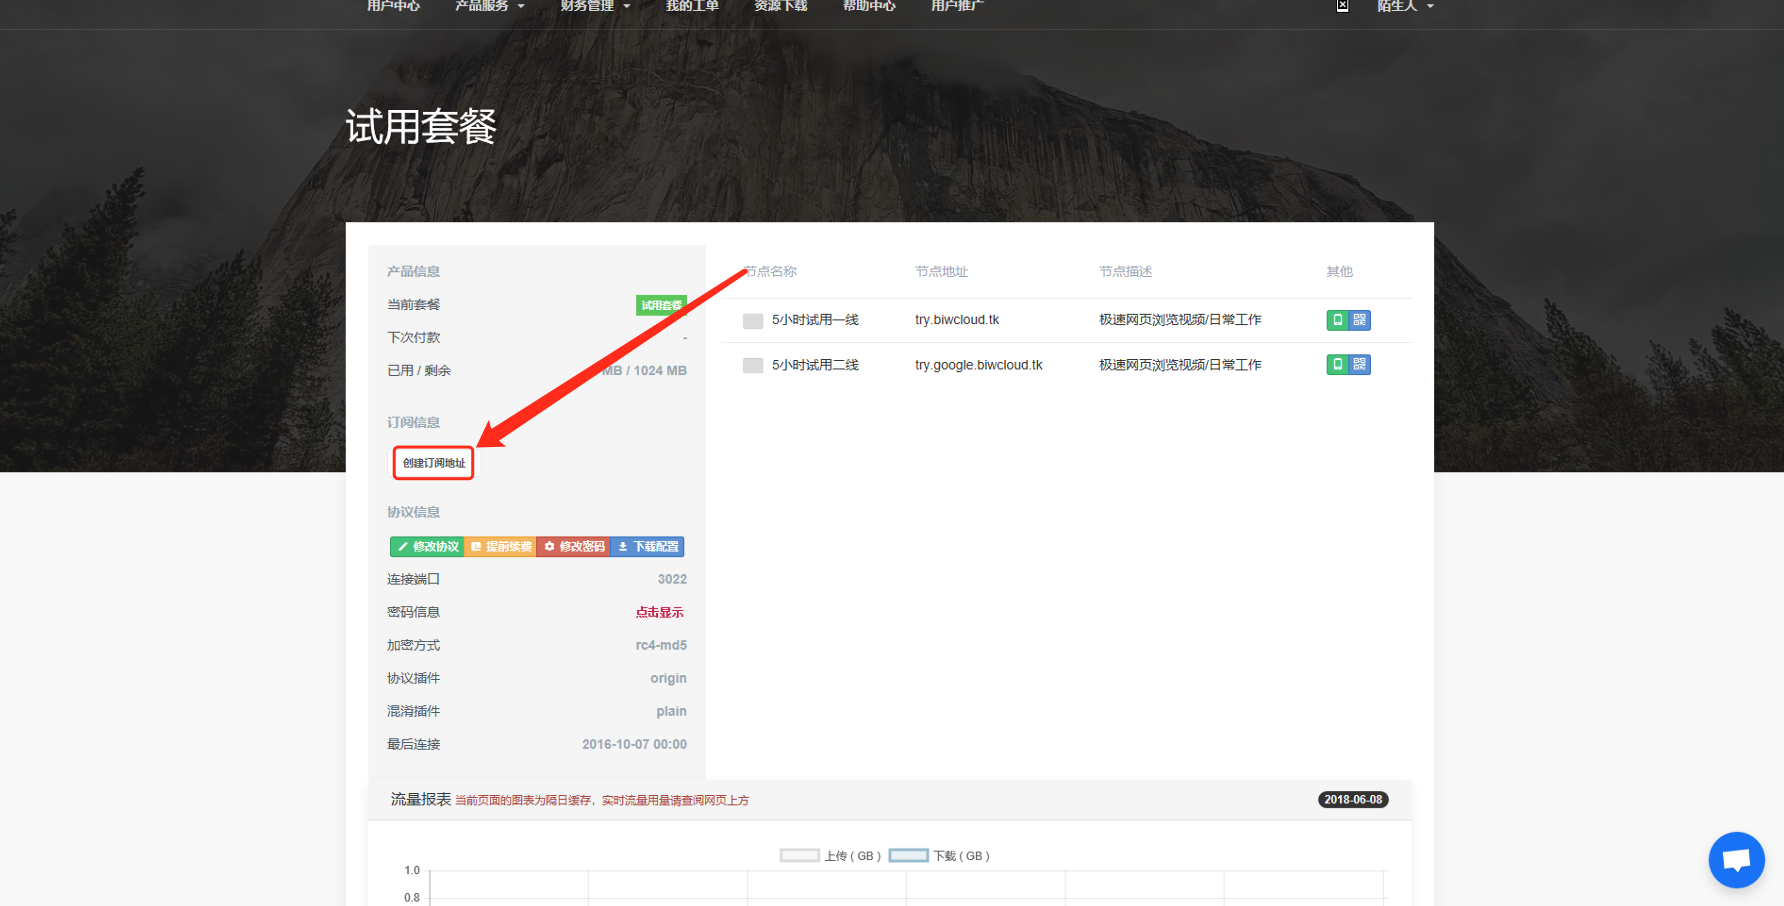 用户中心 产品服务 财务管理 我的工单 资源下载 帮助中心 用户推广 陌生人
试用套餐
产品信息
当前套餐 试用套餐
下次付款 -
已用 / 剩余 MB / 1024 MB
订阅信息
创建订阅地址
协议信息
修改协议 提前续费 修改密码 下载配置
连接端口 3022
密码信息 点击显示
加密方式 rc4-md5
协议插件 origin
混淆插件 plain
最后连接 2016-10-07 00:00
节点名称 节点地址 节点描述 其他
5小时试用一线 try.biwcloud.tk 极速网页浏览视频/日常工作
5小时试用二线 try.google.biwcloud.tk 极速网页浏览视频/日常工作
流量报表 当前页面的图表为隔日缓存，实时流量用量请查阅网页上方 2018-06-08
上传 ( GB ) 下载 ( GB )
1.0
0.8